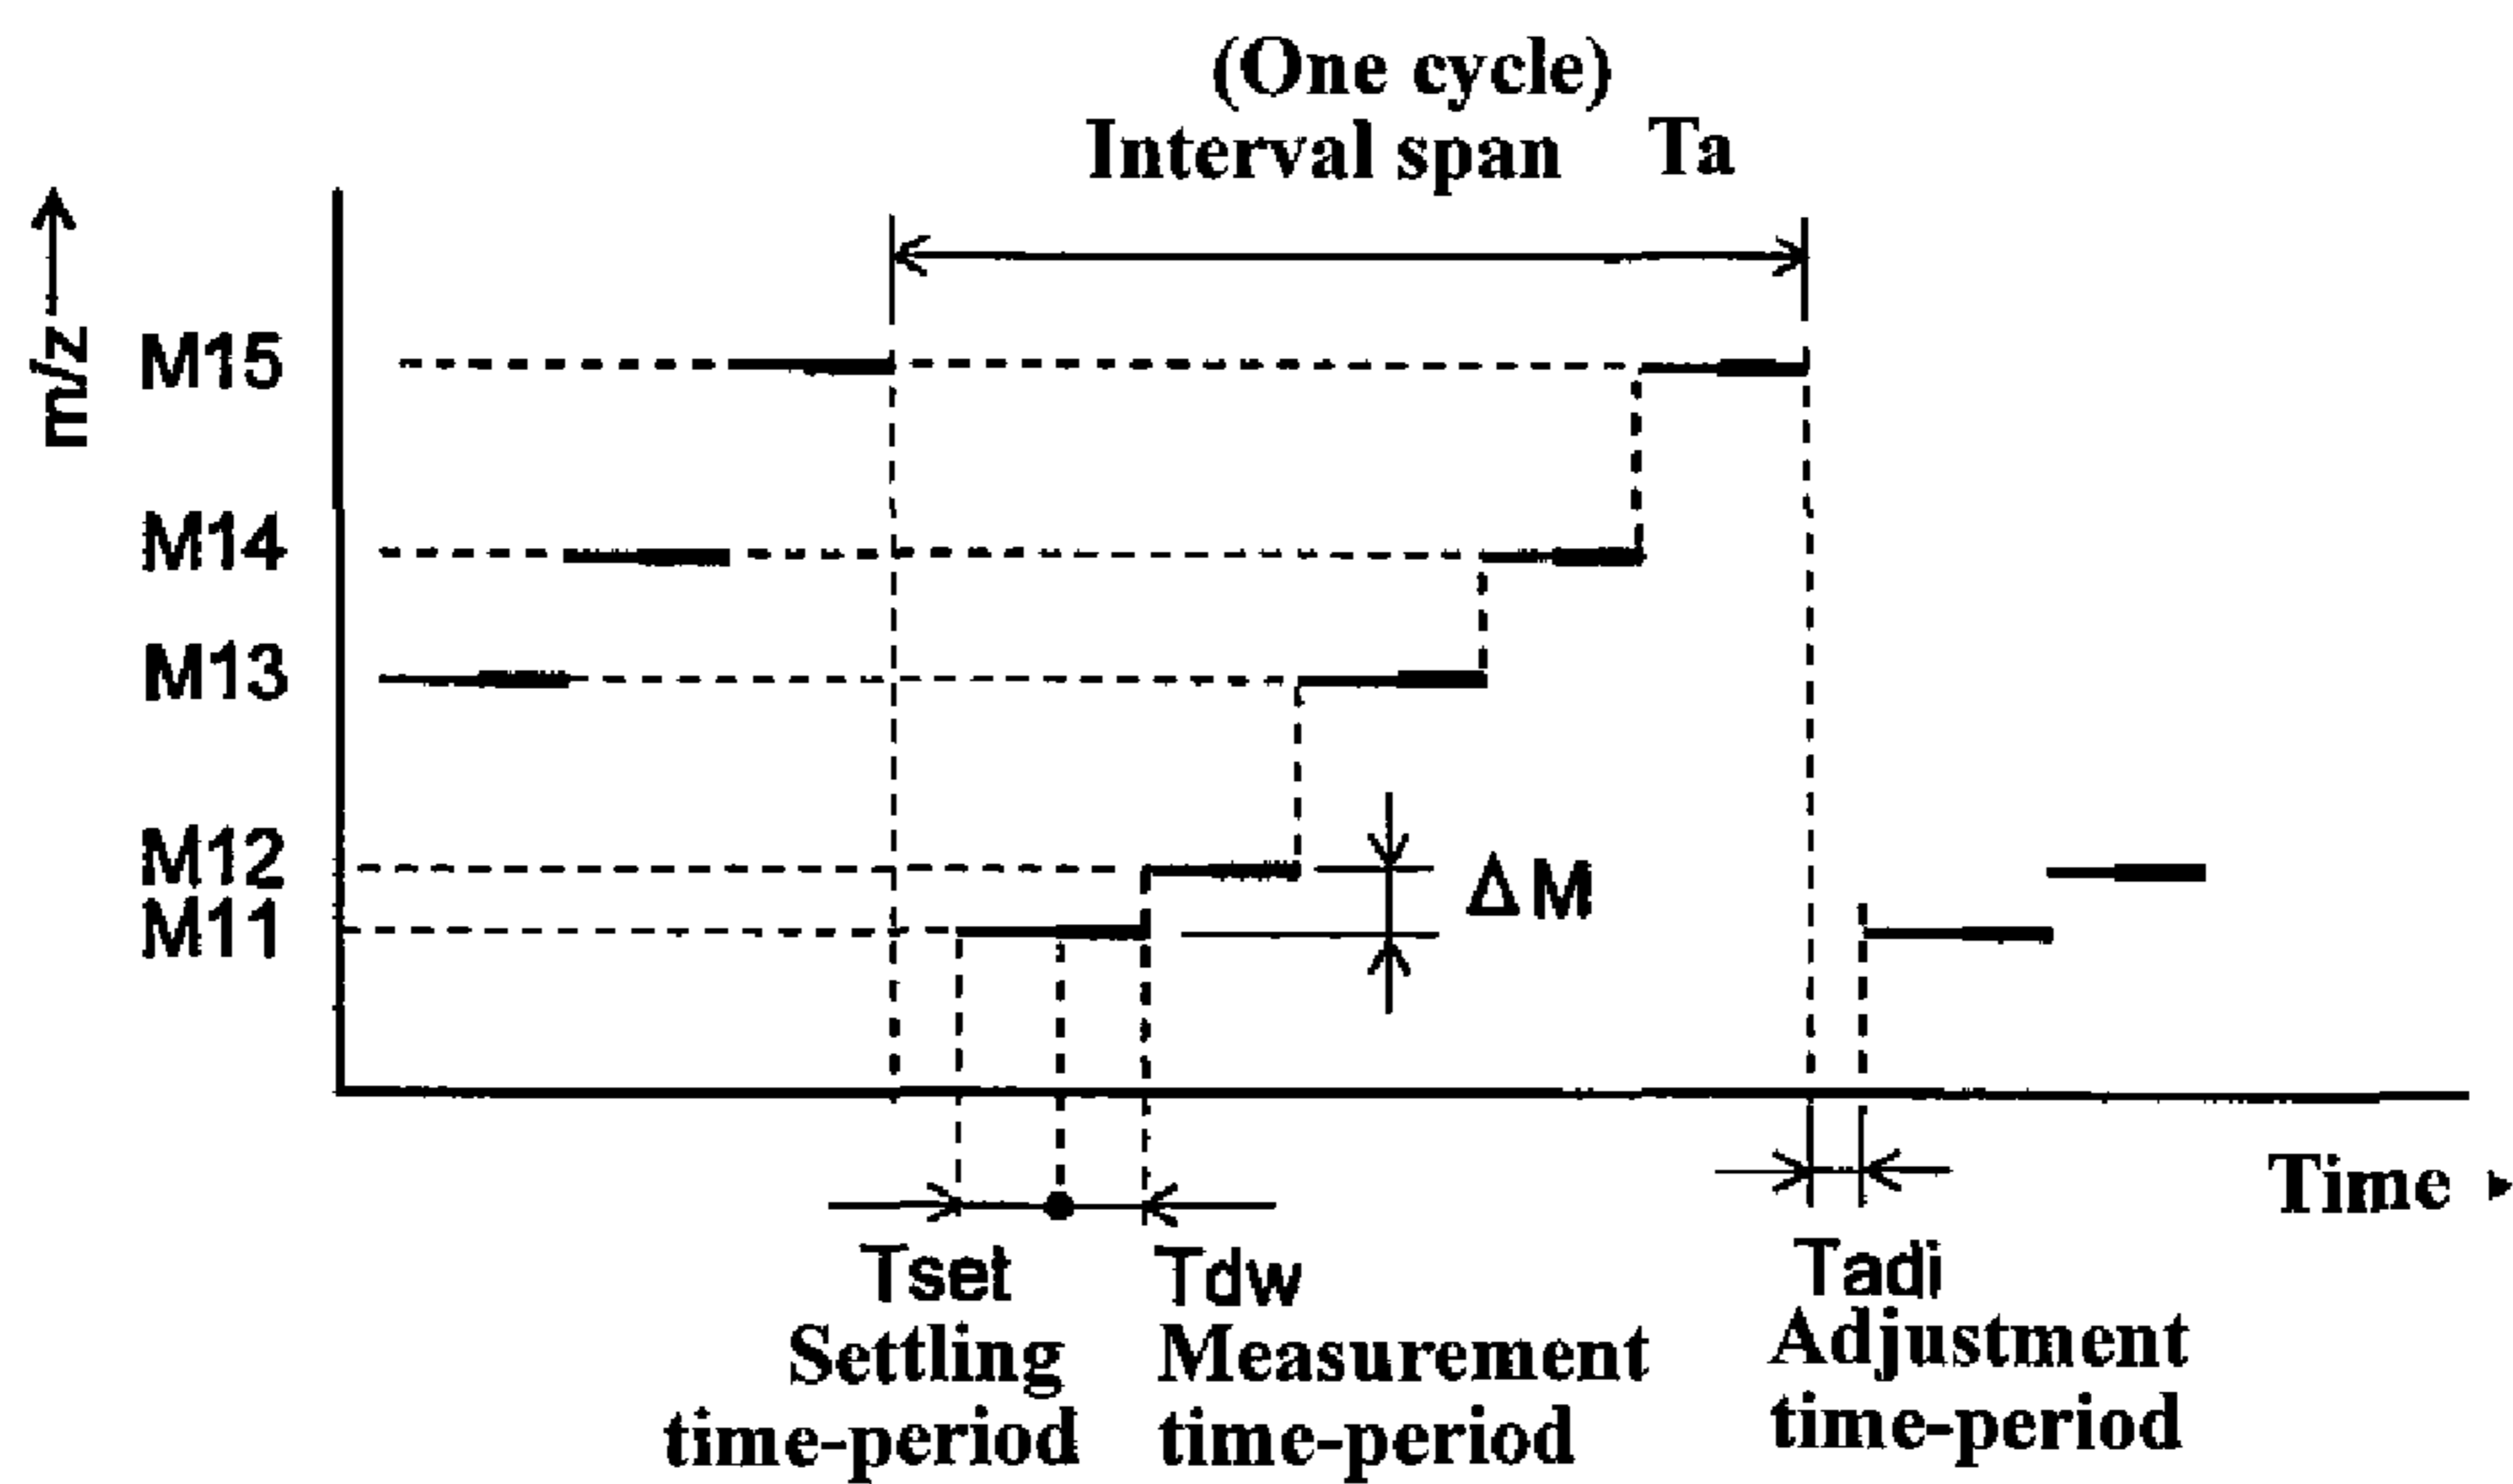 (One cycle)
Interval span Ta
m/z
M15
M14
M13
M12
M11
ΔM
Time
Tset
Settling
time-period
Tdw
Measurement
time-period
Tadi
Adjustment
time-period